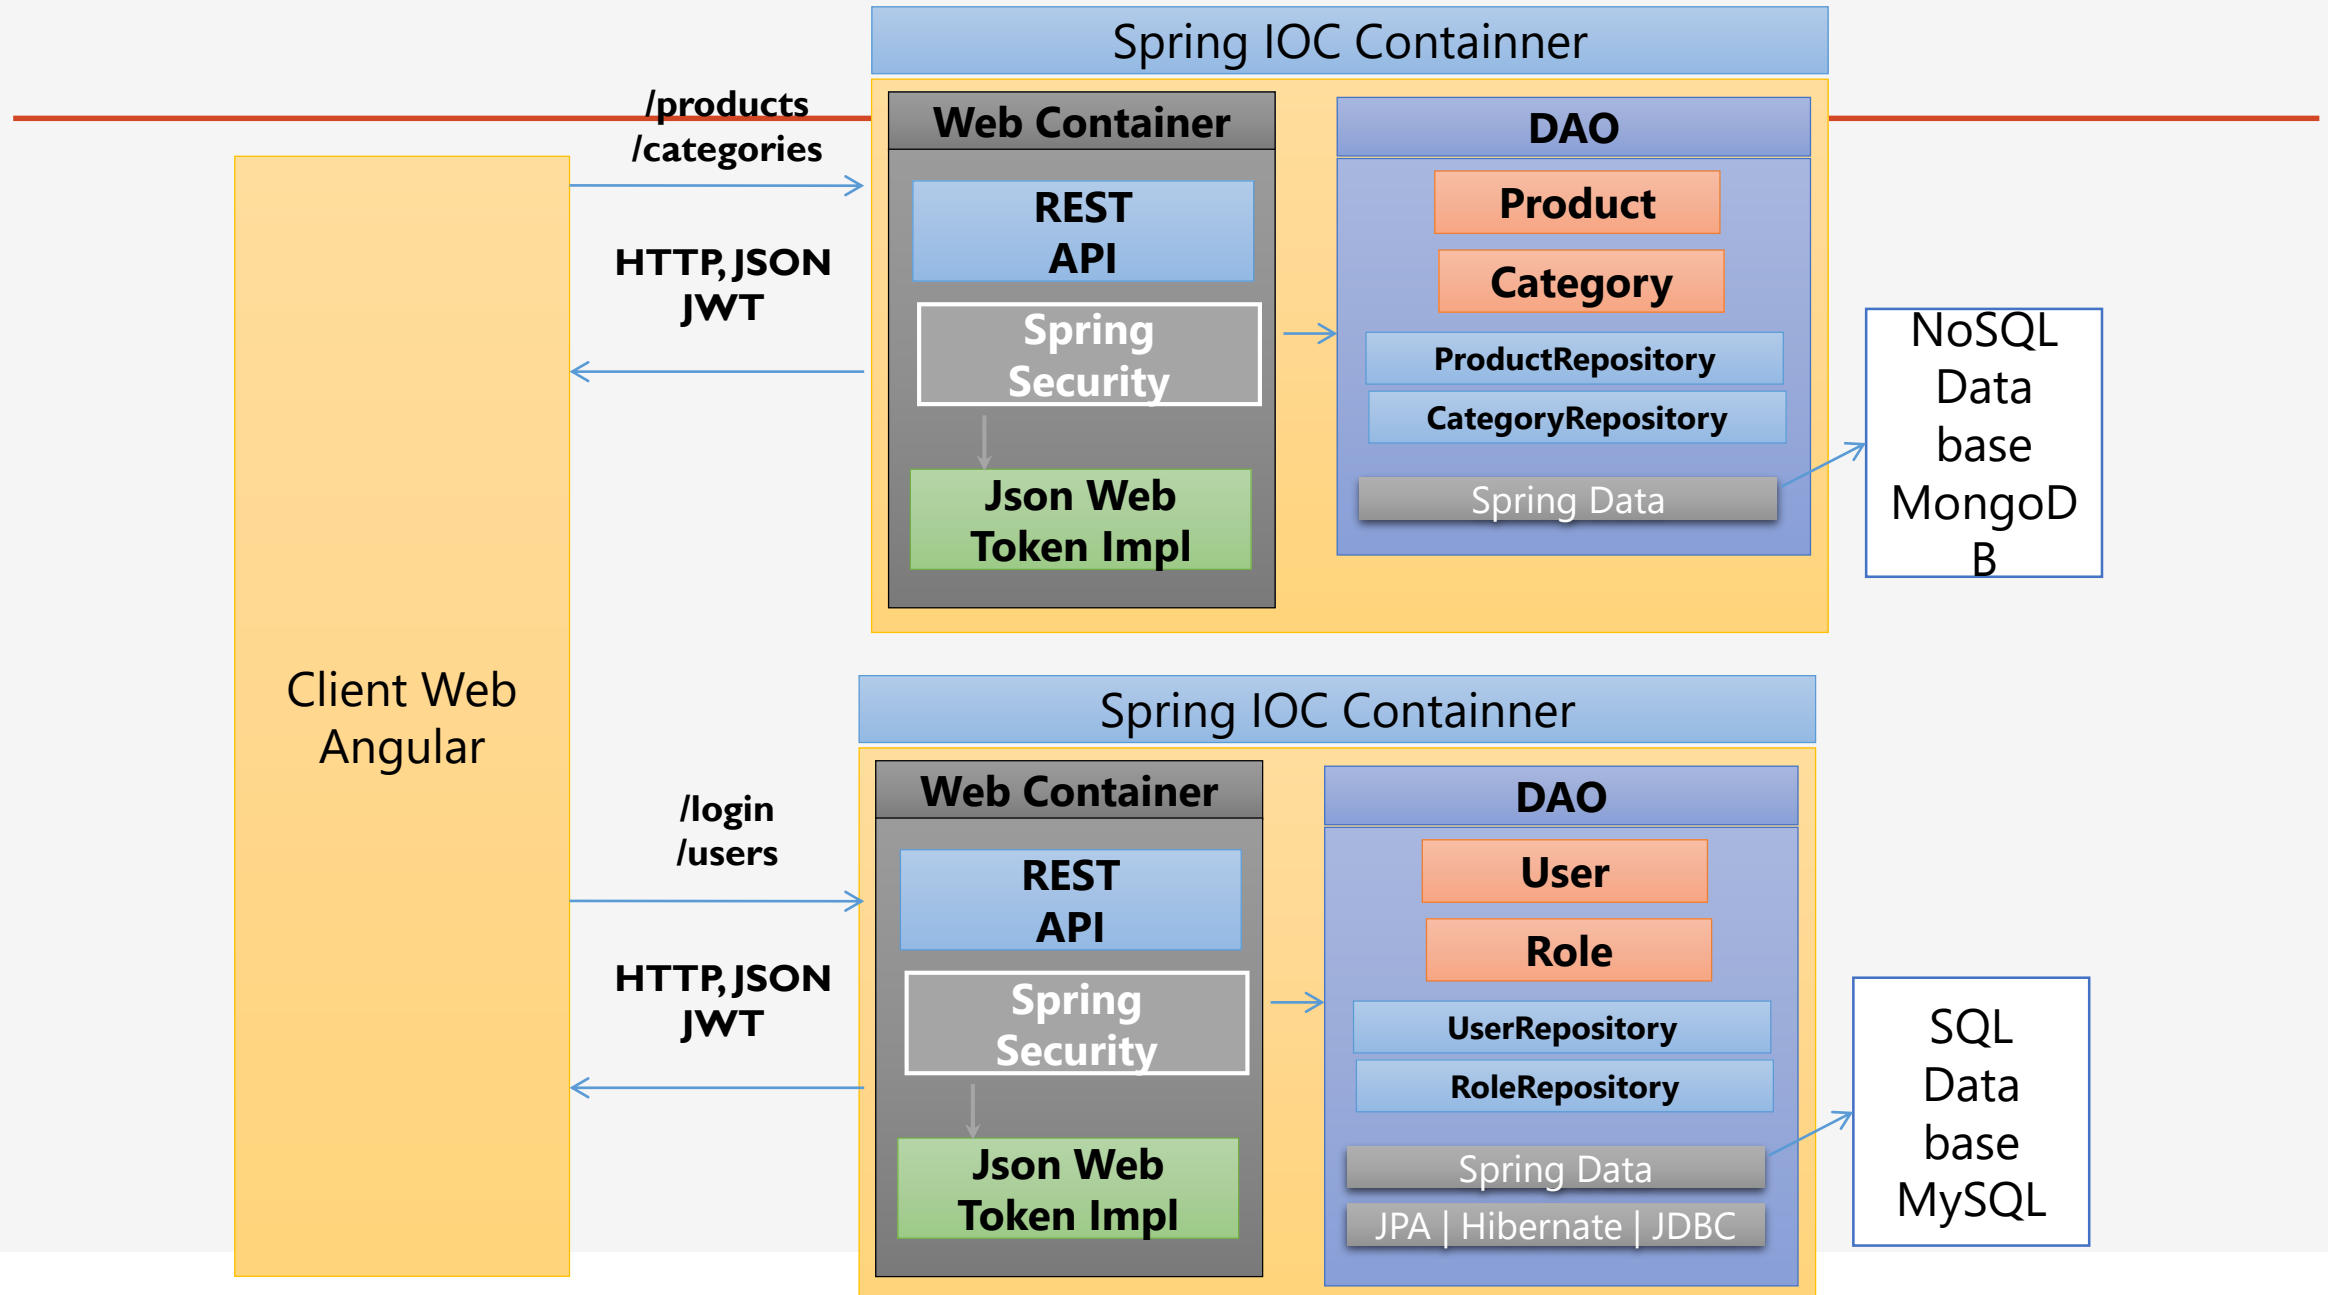 Spring IOC Containner
/products
/categories
HTTP, JSON
JWT
Web Container
REST
API
Spring
Security
Json Web
Token Impl
DAO
Product
Category
ProductRepository
CategoryRepository
Spring Data
NoSQL
Data
base
MongoD
B
Client Web
Angular
Spring IOC Containner
/login
/users
HTTP, JSON
JWT
Web Container
REST
API
Spring
Security
Json Web
Token Impl
DAO
User
Role
UserRepository
RoleRepository
Spring Data
JPA | Hibernate | JDBC
SQL
Data
base
MySQL